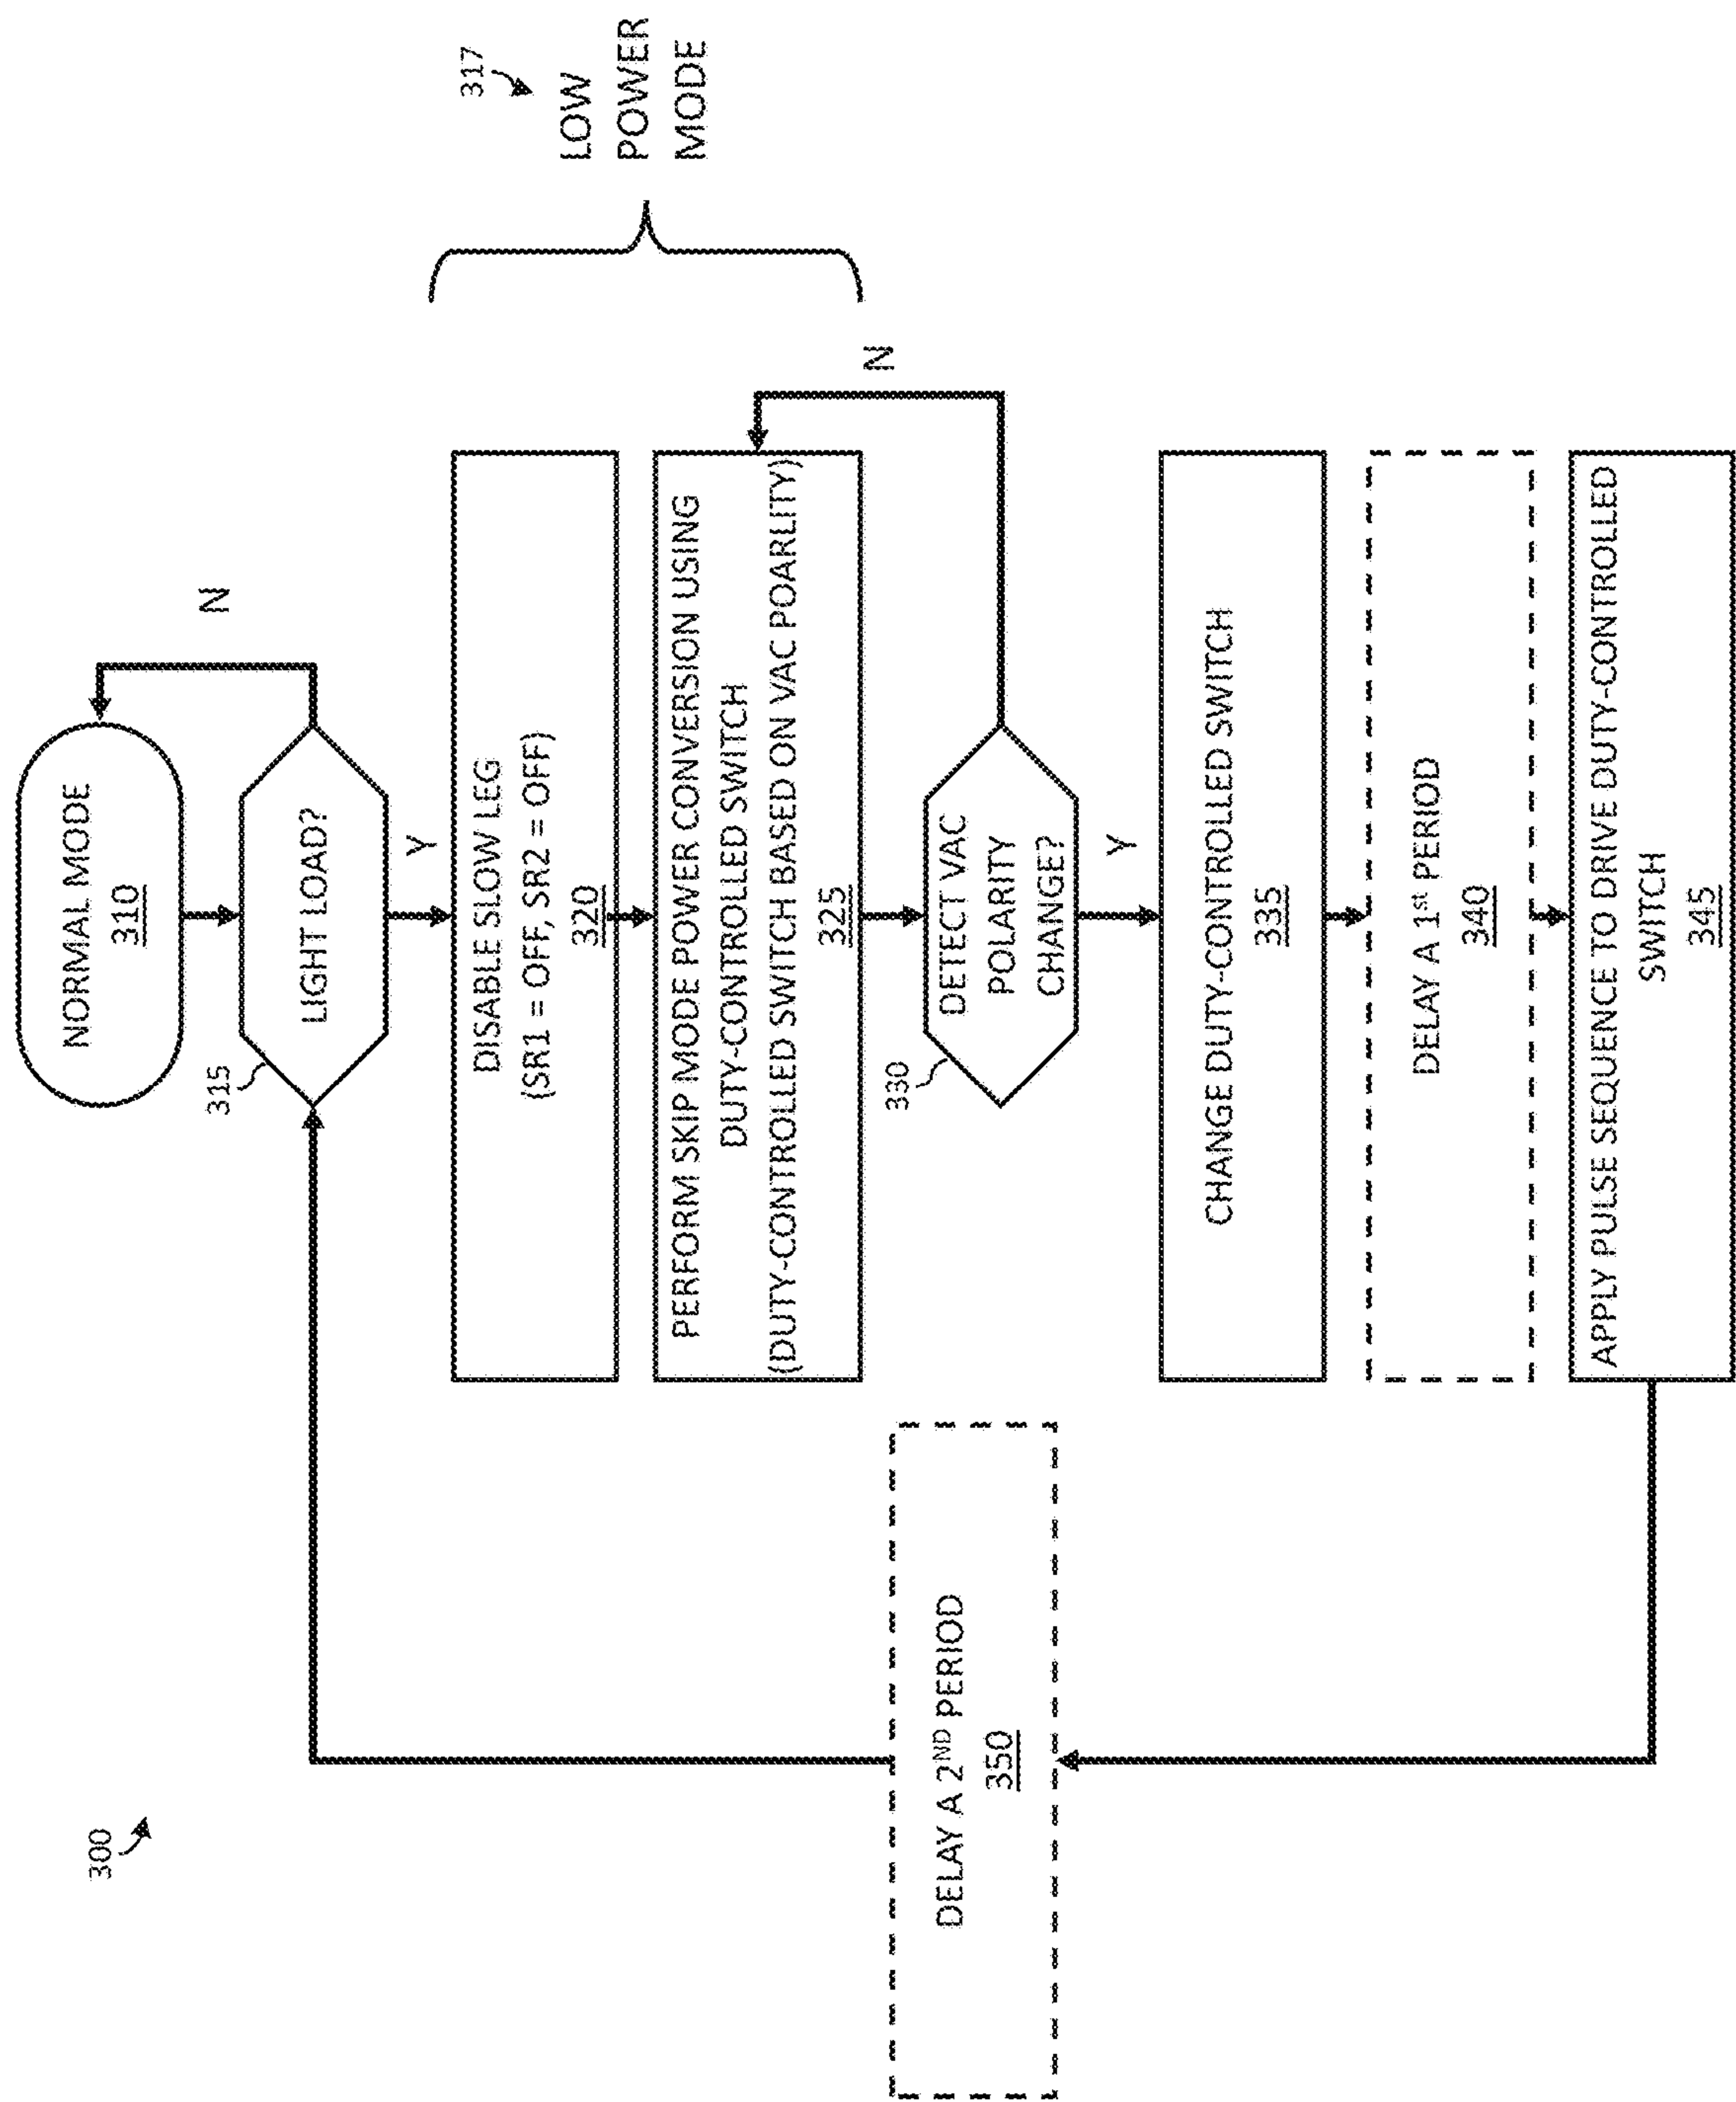 300
NORMAL MODE
310
N
315
LIGHT LOAD?
Y
317
LOW
POWER
MODE
DISABLE SLOW LEG
(SR1 = OFF, SR2 = OFF)
320
PERFORM SKIP MODE POWER CONVERSION USING
DUTY-CONTROLLED SWITCH
(DUTY-CONTROLLED SWITCH BASED ON VAC POARLITY)
325
N
330
DETECT VAC
POLARITY
CHANGE?
Y
CHANGE DUTY-CONTROLLED SWITCH
335
DELAY A 1st PERIOD
340
APPLY PULSE SEQUENCE TO DRIVE DUTY-CONTROLLED
SWITCH
345
DELAY A 2ND PERIOD
350